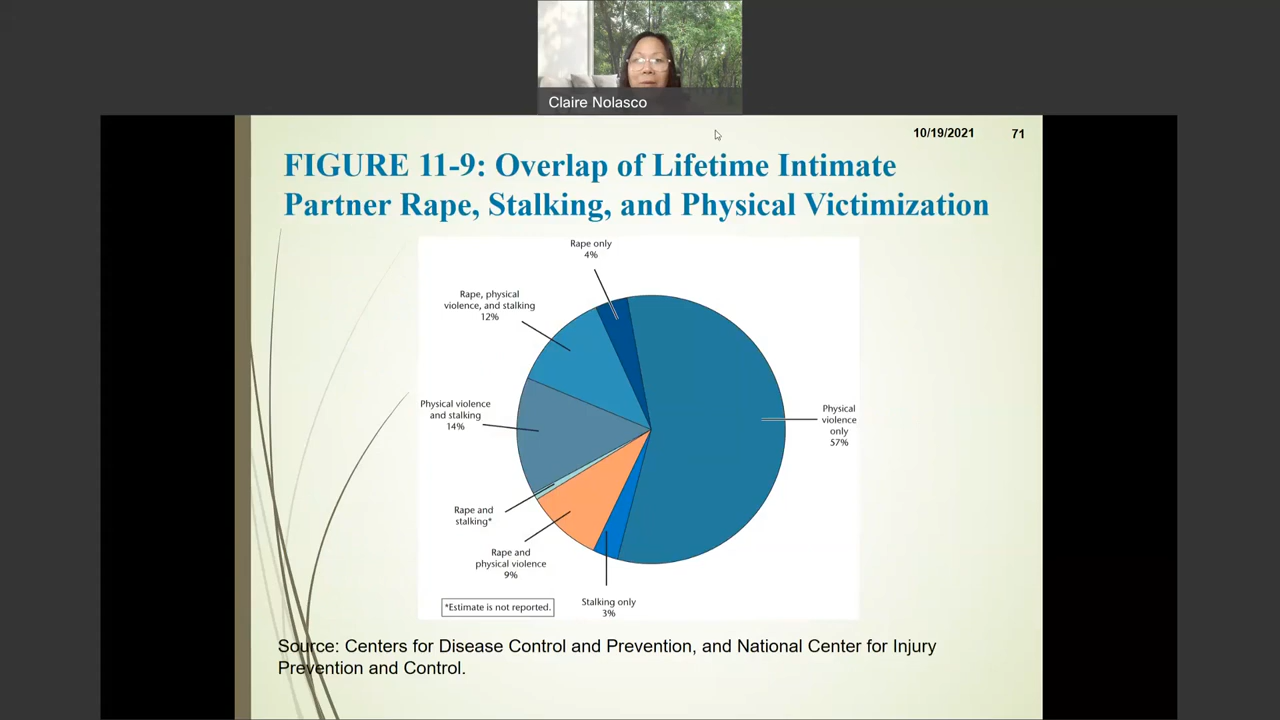 Claire Nolasco
10/19/2021 71
FIGURE 11-9: Overlap of Lifetime Intimate
Partner Rape, Stalking, and Physical Victimization
Rape only
4%
Rape, physical
violence, and stalking
12%
Physical violence
and stalking
14%
Physical
violence
only
57%
Rape and
stalking*
Rape and
physical violence
9%
Stalking only
3%
*Estimate is not reported.
Source: Centers for Disease Control and Prevention, and National Center for Injury
Prevention and Control.